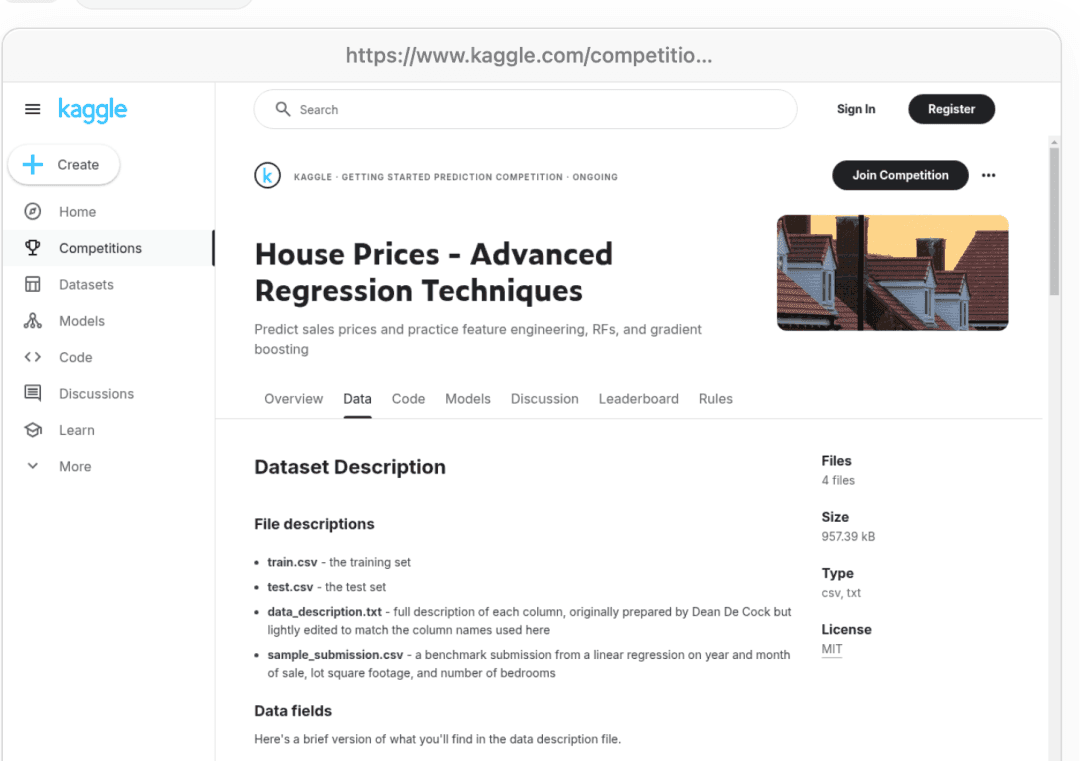 https://www.kaggle.com/competitio...
kaggle
Search
Sign In
Register
Create
Home
Competitions
Datasets
Models
Code
Discussions
Learn
More
k
KAGGLE · GETTING STARTED PREDICTION COMPETITION · ONGOING
Join Competition
House Prices - Advanced
Regression Techniques
Predict sales prices and practice feature engineering, RFs, and gradient
boosting
Overview Data Code Models Discussion Leaderboard Rules
Dataset Description
File descriptions
• train.csv - the training set
• test.csv - the test set
• data_description.txt - full description of each column, originally prepared by Dean De Cock but
lightly edited to match the column names used here
• sample_submission.csv - a benchmark submission from a linear regression on year and month
of sale, lot square footage, and number of bedrooms
Data fields
Here's a brief version of what you'll find in the data description file.
Files
4 files
Size
957.39 kB
Type
csv, txt
License
MIT